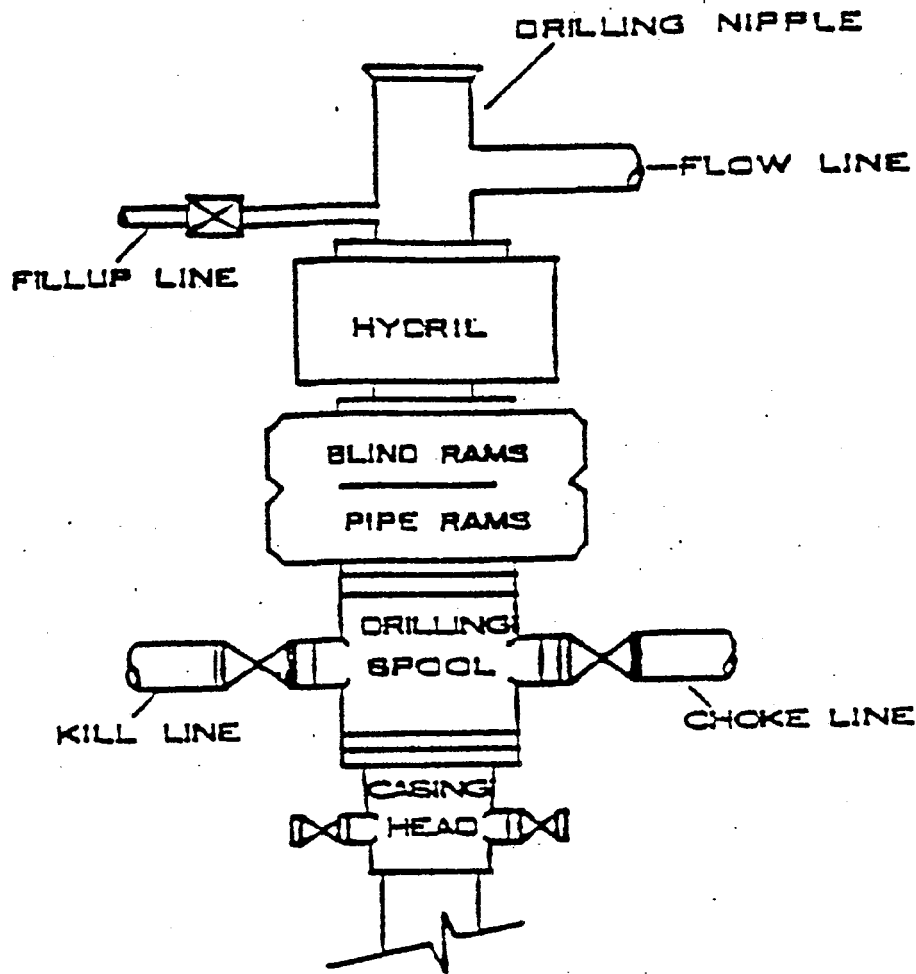 DRILLING NIPPLE
FLOW LINE
FILLUP LINE
HYDRIL
BLIND RAMS
PIPE RAMS
DRILLING
SPOOL
KILL LINE
CHOKE LINE
CASING
HEAD